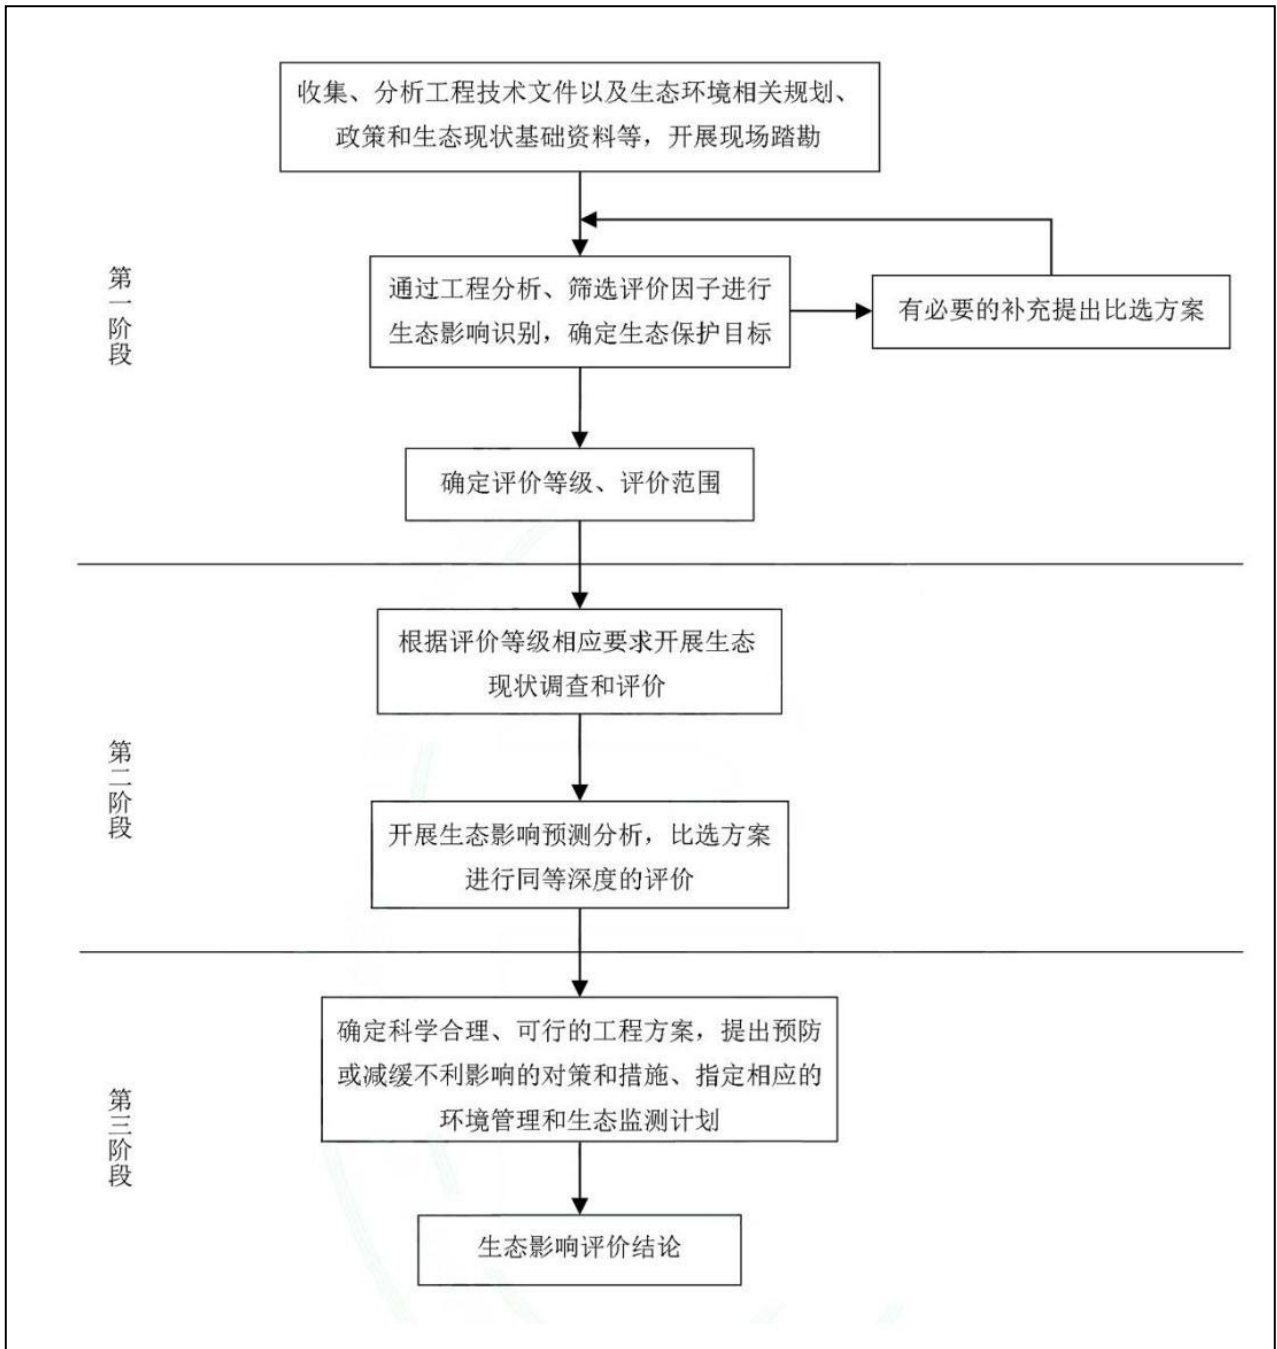 收集、分析工程技术文件以及生态环境相关规划、
政策和生态现状基础资料等，开展现场踏勘
第一阶段
通过工程分析、筛选评价因子进行
生态影响识别，确定生态保护目标
有必要的补充提出比选方案
确定评价等级、评价范围
根据评价等级相应要求开展生态
现状调查和评价
第二阶段
开展生态影响预测分析，比选方案
进行同等深度的评价
确定科学合理、可行的工程方案，提出预防
或减缓不利影响的对策和措施、指定相应的
环境管理和生态监测计划
第三阶段
生态影响评价结论